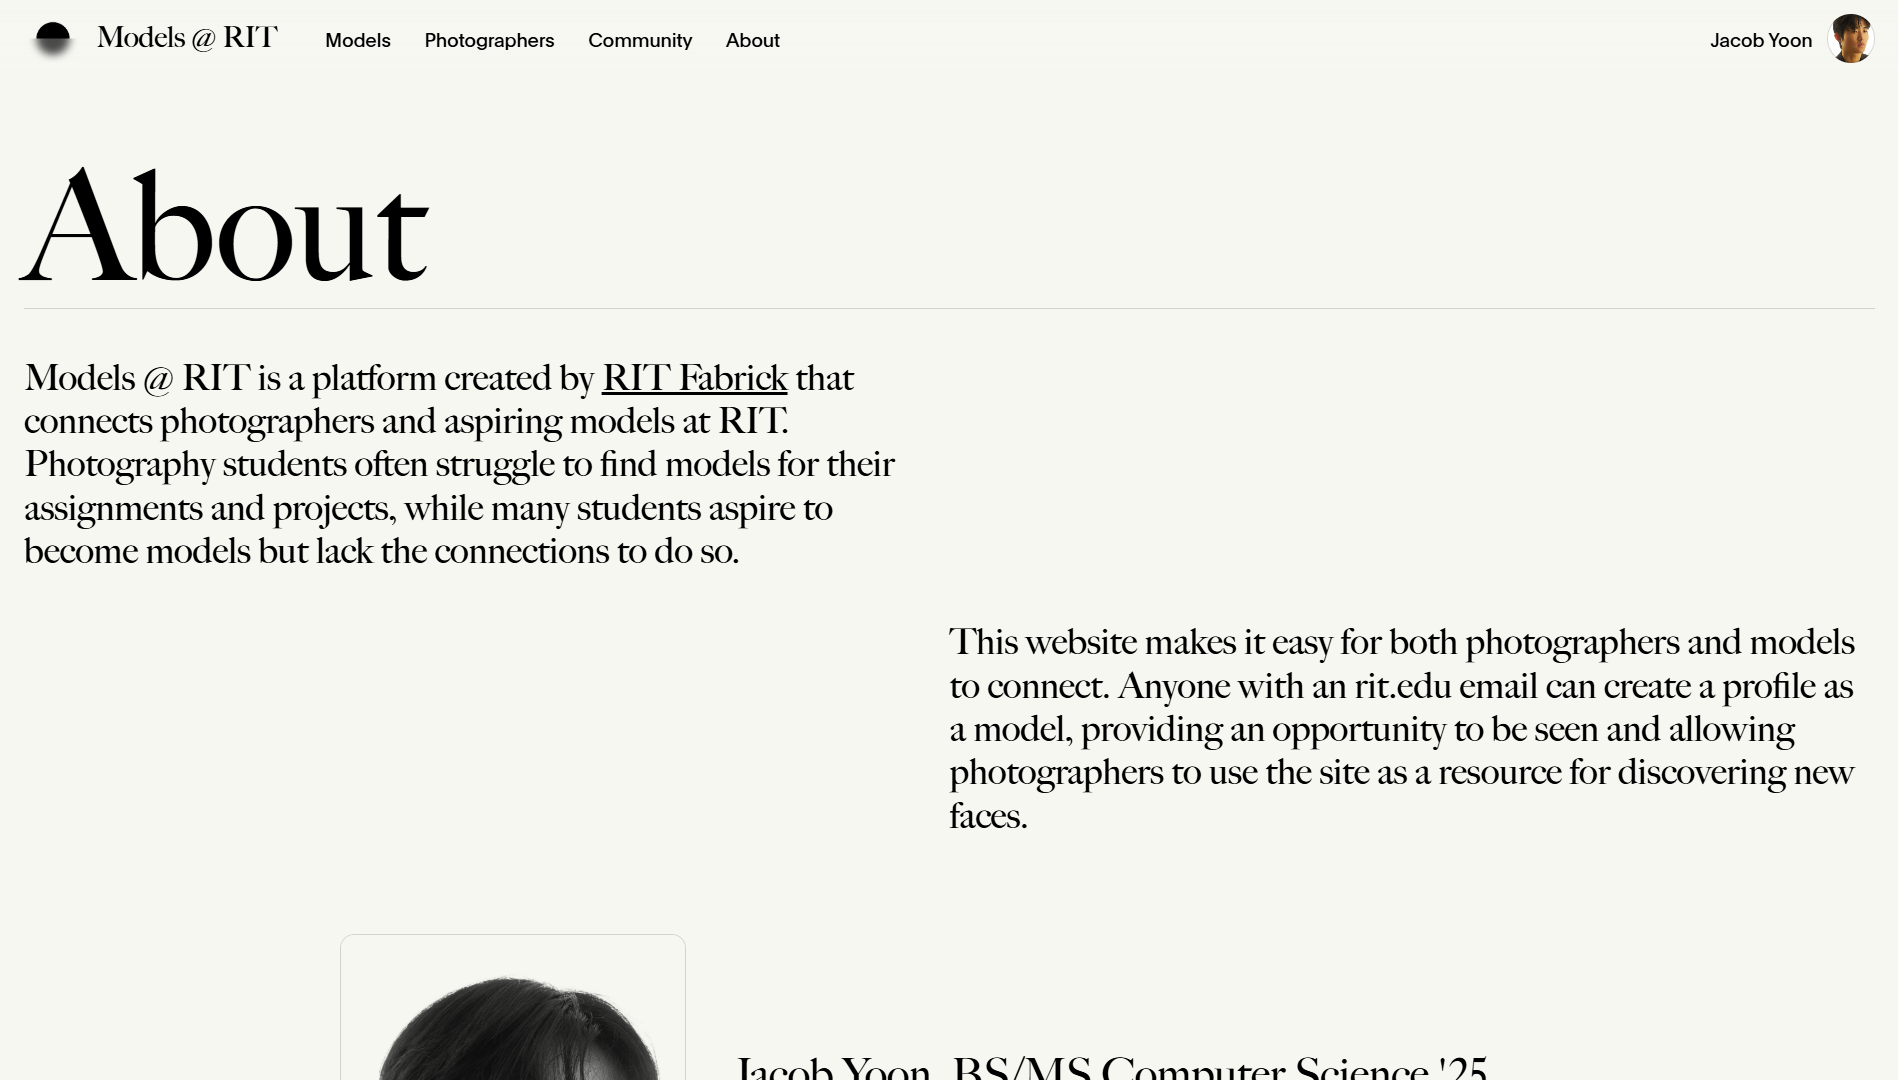 Models @ RIT
Models
Photographers
Community
About
Jacob Yoon
About
Models @ RIT is a platform created by RIT Fabrick that
connects photographers and aspiring models at RIT.
Photography students often struggle to find models for their
assignments and projects, while many students aspire to
become models but lack the connections to do so.
This website makes it easy for both photographers and models
to connect. Anyone with an rit.edu email can create a profile as
a model, providing an opportunity to be seen and allowing
photographers to use the site as a resource for discovering new
faces.
Jacob Yoon, BS/MS Computer Science '25